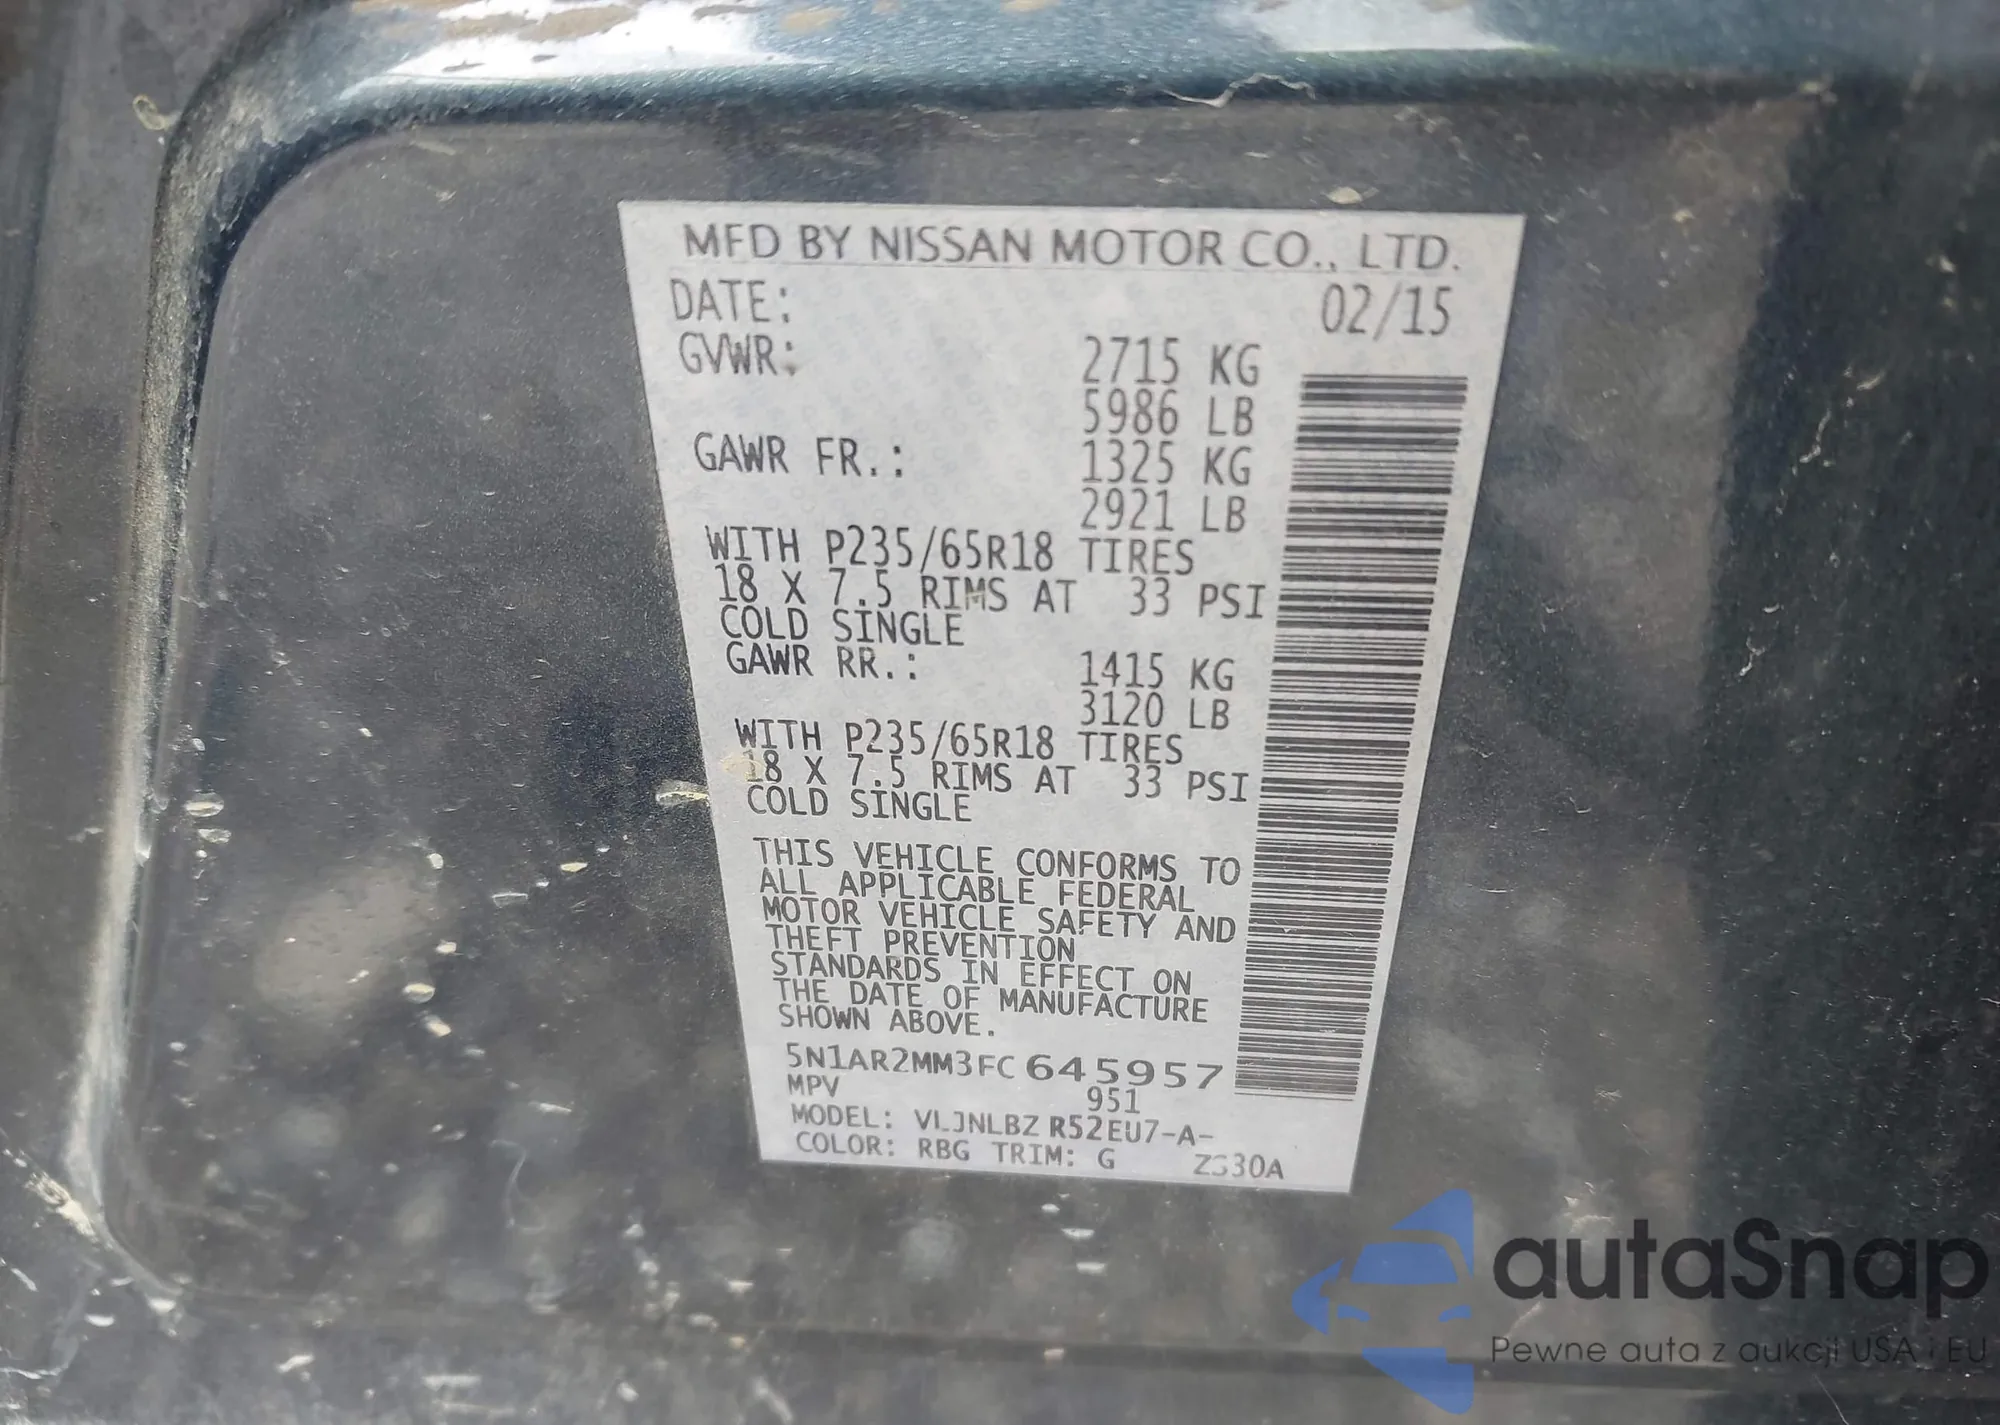 MFD BY NISSAN MOTOR CO., LTD.
DATE: 02/15
GVWR: 2715 KG
5986 LB
GAWR FR.: 1325 KG
2921 LB
WITH P235/65R18 TIRES
18 X 7.5 RIMS AT 33 PSI
COLD SINGLE
GAWR RR.: 1415 KG
3120 LB
WITH P235/65R18 TIRES
18 X 7.5 RIMS AT 33 PSI
COLD SINGLE
THIS VEHICLE CONFORMS TO
ALL APPLICABLE FEDERAL
MOTOR VEHICLE SAFETY AND
THEFT PREVENTION
STANDARDS IN EFFECT ON
THE DATE OF MANUFACTURE
SHOWN ABOVE.
5N1AR2MM3FC645957
MPV 951
MODEL: VLJNLBZ R52EU7-A-
COLOR: RBG TRIM: G
autaSnap
Pewne auta z aukcji USA i EU